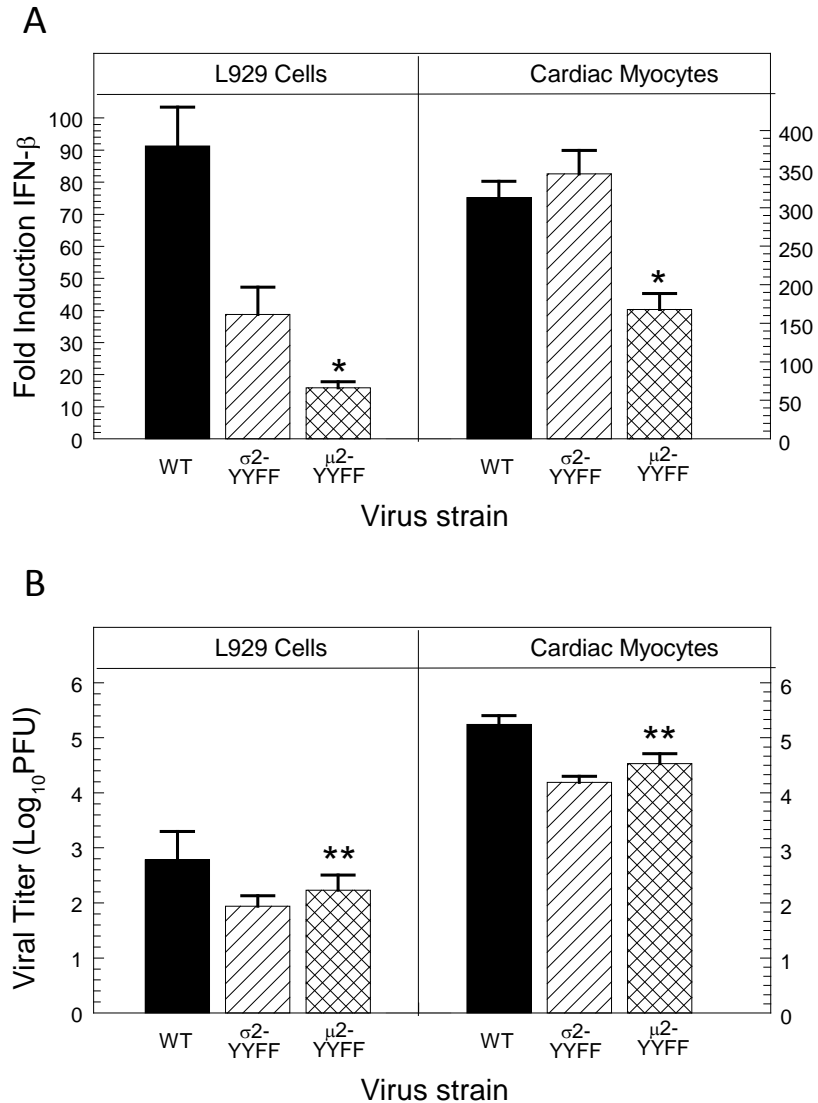 A
L929 Cells
Cardiac Myocytes
Fold Induction IFN-β
100
90
80
70
60
50
40
30
20
10
0
*
*
400
350
300
250
200
150
100
50
0
WT
σ2-
YYFF
μ2-
YYFF
WT
σ2-
YYFF
μ2-
YYFF
Virus strain
B
L929 Cells
Cardiac Myocytes
Viral Titer (Log10PFU)
6
5
4
3
2
1
0
**
**
6
5
4
3
2
1
0
WT
σ2-
YYFF
μ2-
YYFF
WT
σ2-
YYFF
μ2-
YYFF
Virus strain